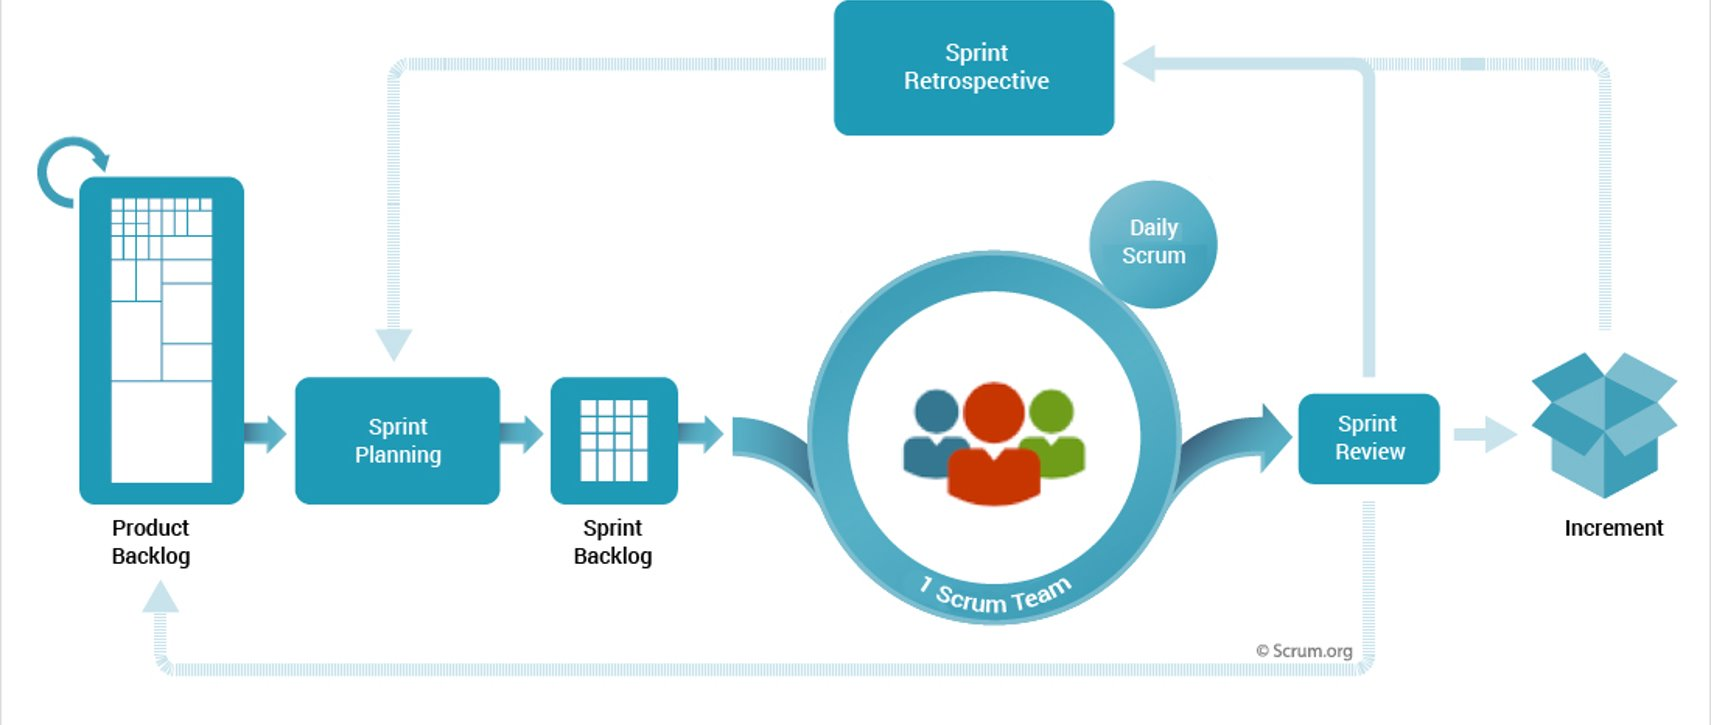 Sprint
Retrospective
Daily
Scrum
Sprint
Planning
Sprint
Review
Product
Backlog
Sprint
Backlog
Increment
1 Scrum Team
© Scrum.org